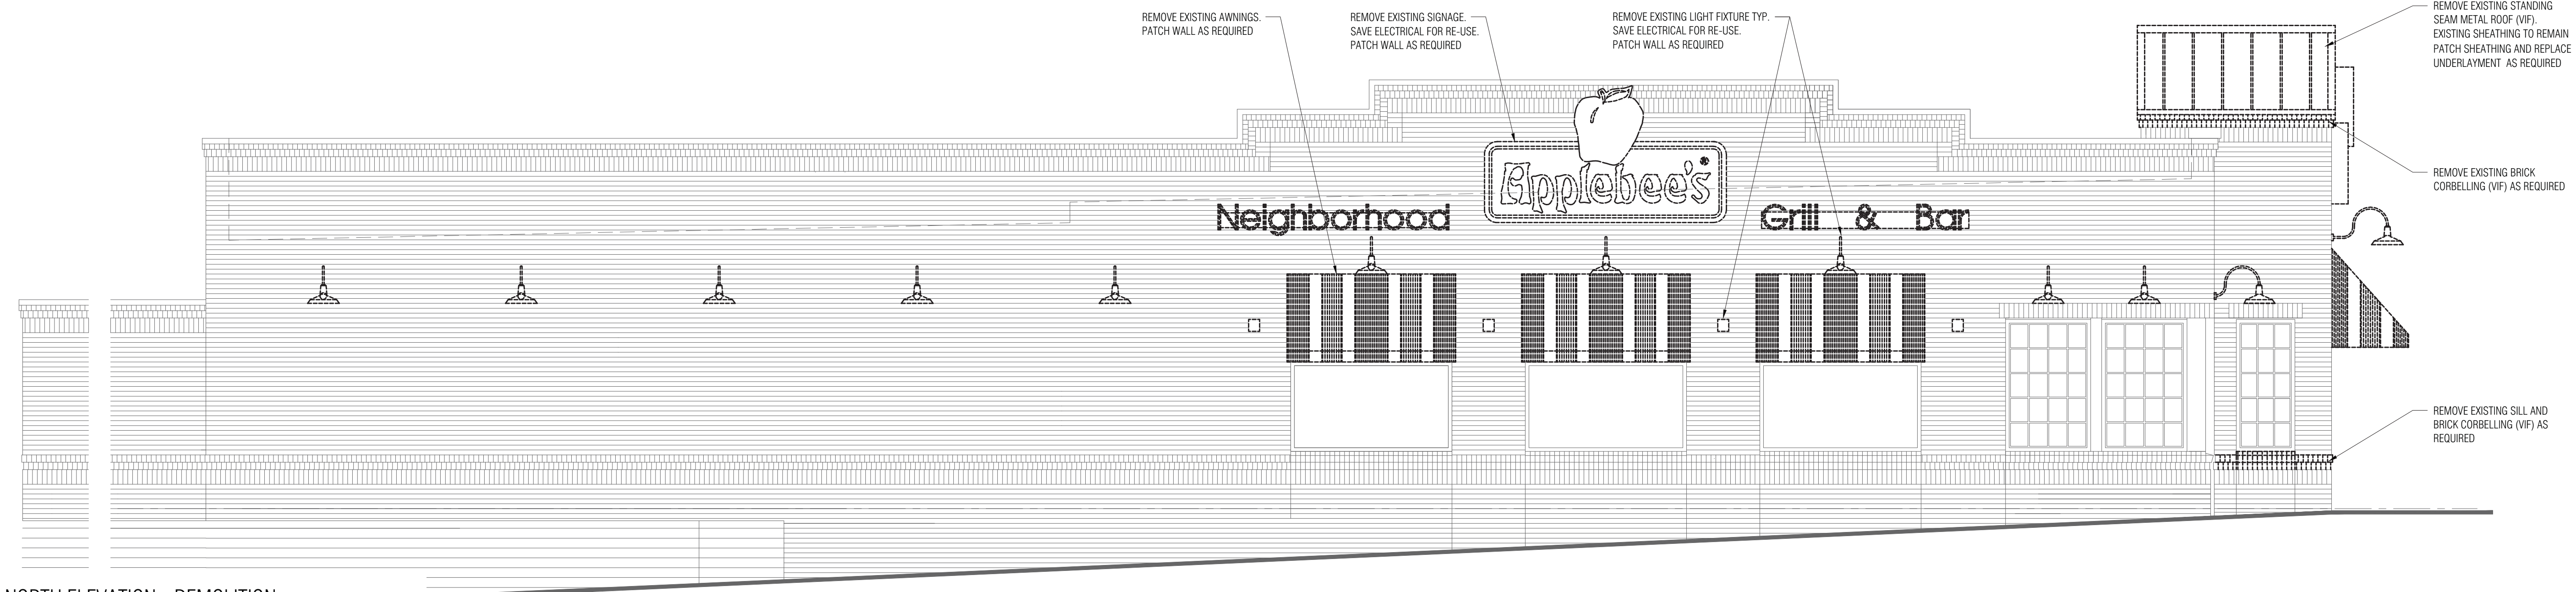 REMOVE EXISTING AWNINGS.
PATCH WALL AS REQUIRED
REMOVE EXISTING SIGNAGE.
SAVE ELECTRICAL FOR RE-USE.
PATCH WALL AS REQUIRED
REMOVE EXISTING LIGHT FIXTURE TYP.
SAVE ELECTRICAL FOR RE-USE.
PATCH WALL AS REQUIRED
REMOVE EXISTING STANDING
SEAM METAL ROOF (VIF).
EXISTING SHEATHING TO REMAIN
PATCH SHEATHING AND REPLACE
UNDERLAYMENT AS REQUIRED
REMOVE EXISTING BRICK
CORBELLING (VIF) AS REQUIRED
Applebee's®
Neighborhood Grill & Bar
REMOVE EXISTING SILL AND
BRICK CORBELLING (VIF) AS
REQUIRED
NORTH ELEVATION - DEMOLITION